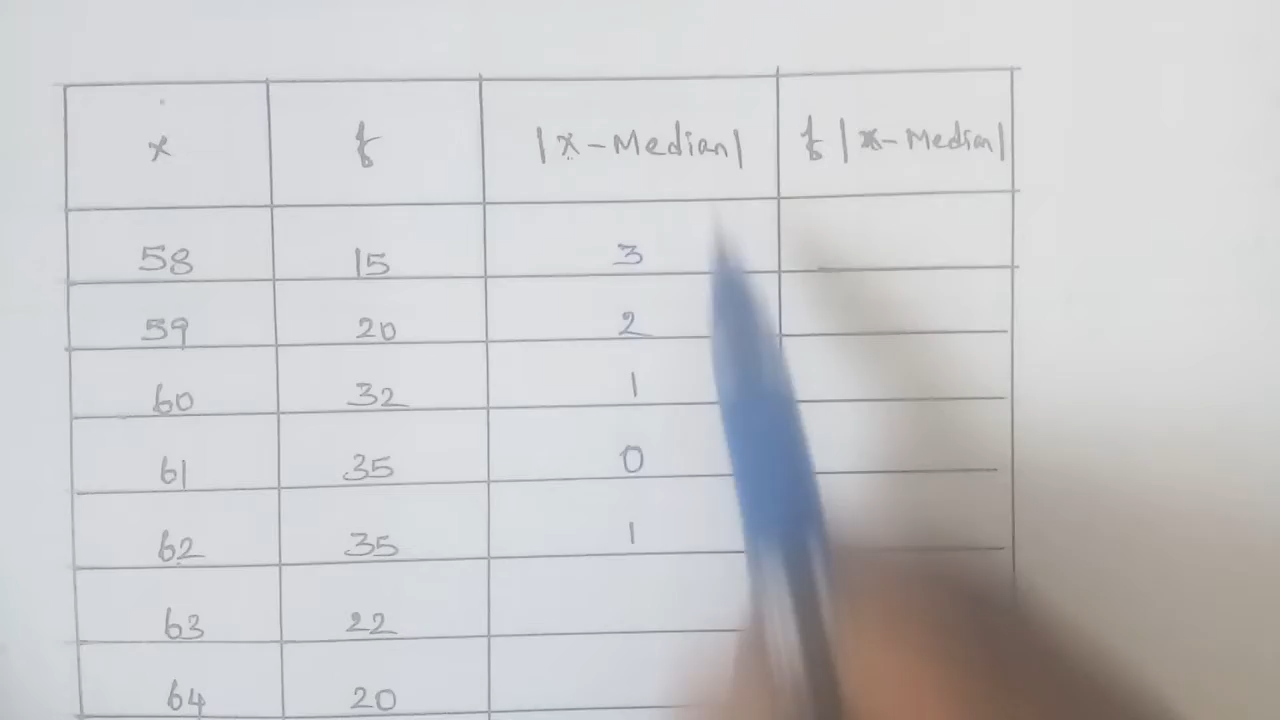 x f |x-Median| f |x-Median|
58 15 3
59 20 2
60 32 1
61 35 0
62 35 1
63 22
64 20